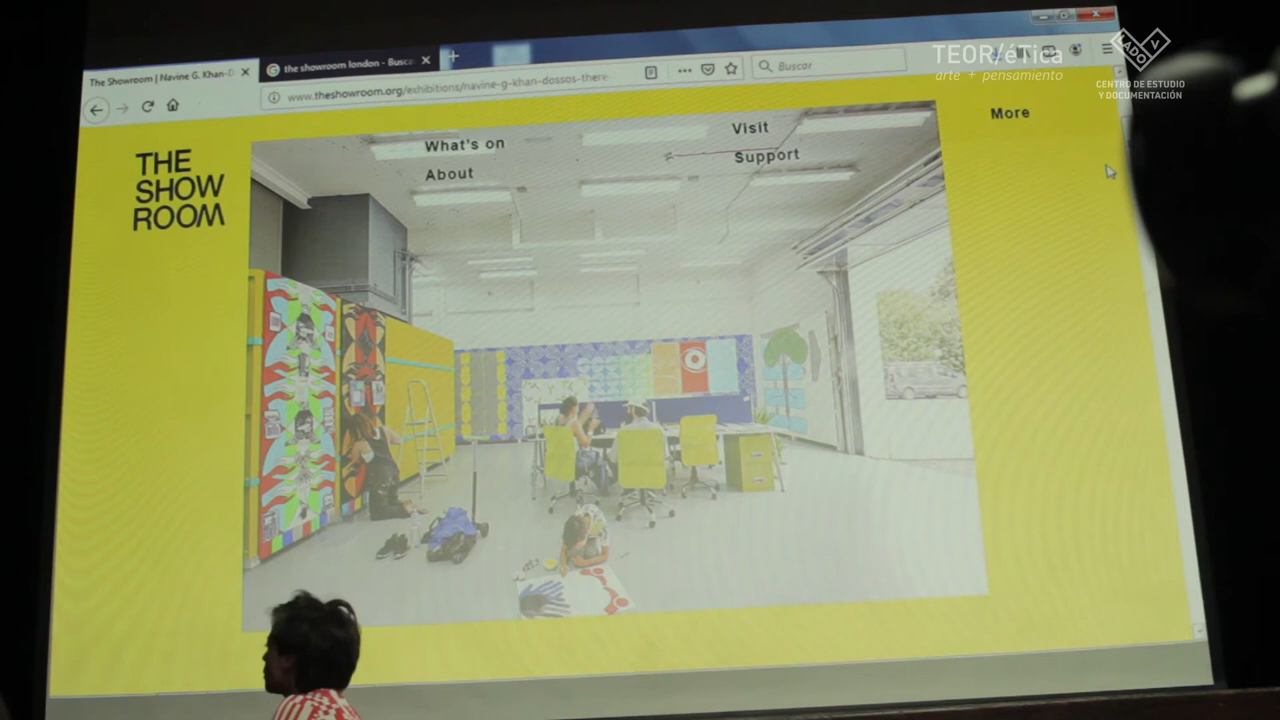 The Showroom | Navine G. Khan-D
the showroom london - Busca
www.theshowroom.org/exhibitions/navine-g-khan-dossos-there
Buscar
TEOR/éTica
arte + pensamiento
LADO V
CENTRO DE ESTUDIO
Y DOCUMENTACIÓN
THE
SHOW
ROOM
What's on
About
Visit
Support
More